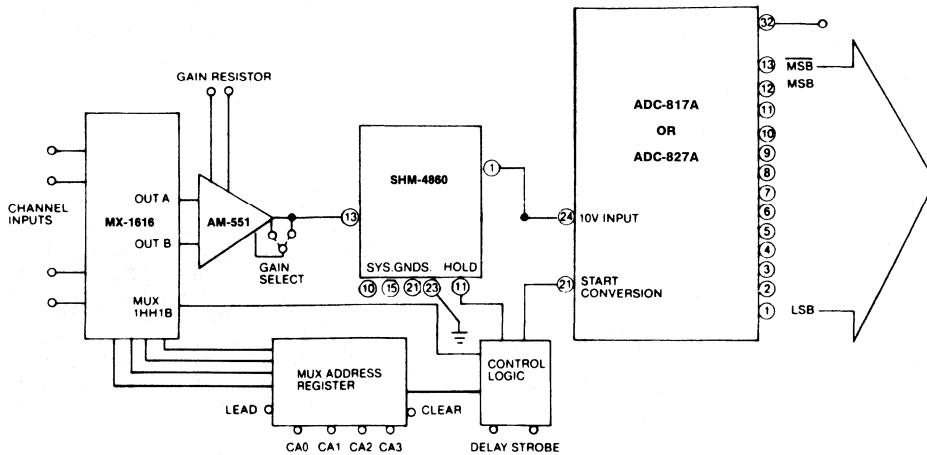 GAIN RESISTOR
CHANNEL
INPUTS
MX-1616
OUT A
OUT B
MUX
1HH1B
AM-551
GAIN
SELECT
13
SHM-4860
1
SYS.GNDS. HOLD
10 15 21 23 11
ADC-817A
OR
ADC-827A
24 10V INPUT
21 START
CONVERSION
32
13 MSB
12 MSB
11
10
9
8
7
6
5
4
3
2
1 LSB
MUX ADDRESS
REGISTER
LEAD
CLEAR
CA0 CA1 CA2 CA3
CONTROL
LOGIC
DELAY STROBE